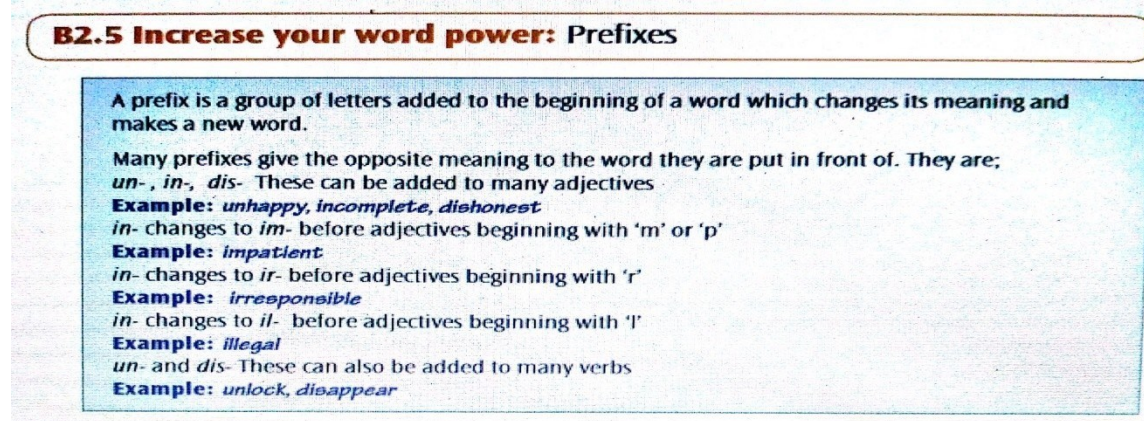 B2.5 Increase your word power: Prefixes
A prefix is a group of letters added to the beginning of a word which changes its meaning and
makes a new word.
Many prefixes give the opposite meaning to the word they are put in front of. They are;
un- , in-, dis- These can be added to many adjectives
Example: unhappy, incomplete, dishonest
in- changes to im- before adjectives beginning with 'm' or 'p'
Example: impatient
in- changes to ir- before adjectives beginning with 'r'
Example: irresponsible
in- changes to il- before adjectives beginning with 'l'
Example: illegal
un- and dis- These can also be added to many verbs
Example: unlock, disappear